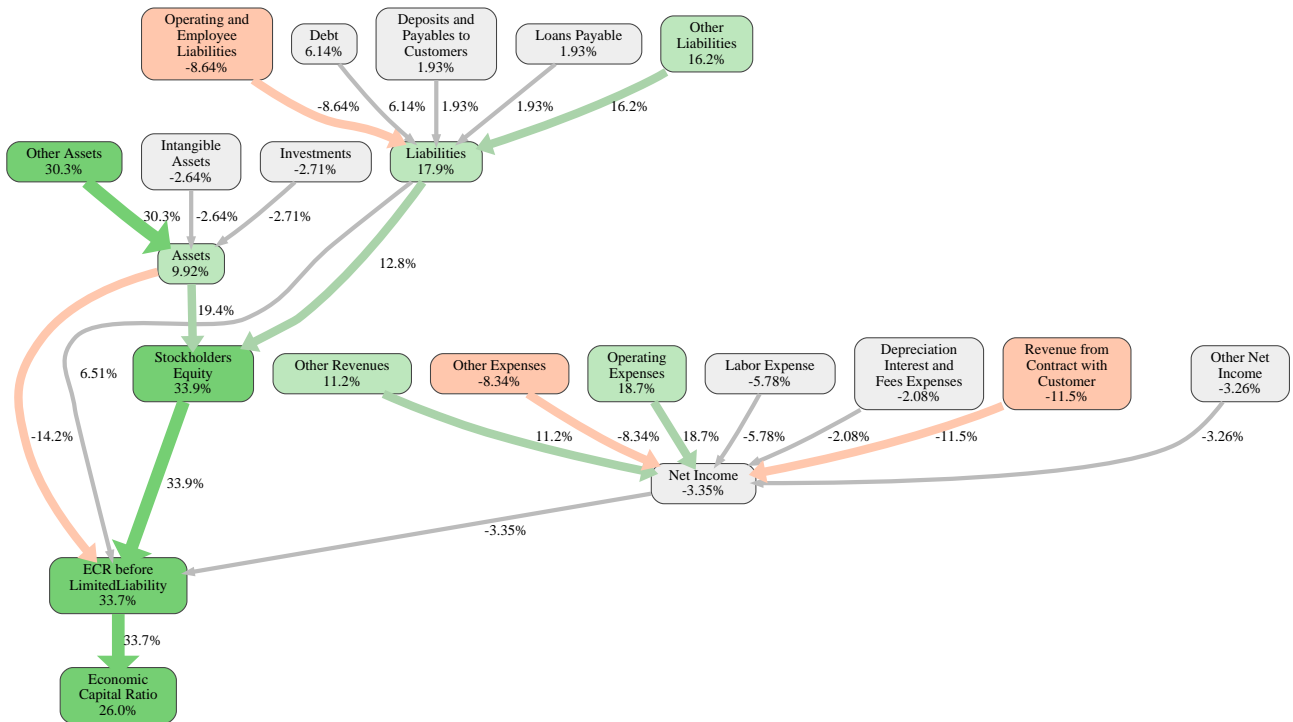 Operating and
Employee
Liabilities
-8.64%
Debt
6.14%
Deposits and
Payables to
Customers
1.93%
Loans Payable
1.93%
Other
Liabilities
16.2%
-8.64%
6.14%
1.93%
1.93%
16.2%
Other Assets
30.3%
Intangible
Assets
-2.64%
Investments
-2.71%
Liabilities
17.9%
30.3%
-2.64%
-2.71%
Assets
9.92%
12.8%
19.4%
Stockholders
Equity
33.9%
Other Revenues
11.2%
Other Expenses
-8.34%
Operating
Expenses
18.7%
Labor Expense
-5.78%
Depreciation
Interest and
Fees Expenses
-2.08%
Revenue from
Contract with
Customer
-11.5%
Other Net
Income
-3.26%
6.51%
-14.2%
11.2%
-8.34%
18.7%
-5.78%
-2.08%
-11.5%
-3.26%
33.9%
Net Income
-3.35%
-3.35%
ECR before
LimitedLiability
33.7%
33.7%
Economic
Capital Ratio
26.0%